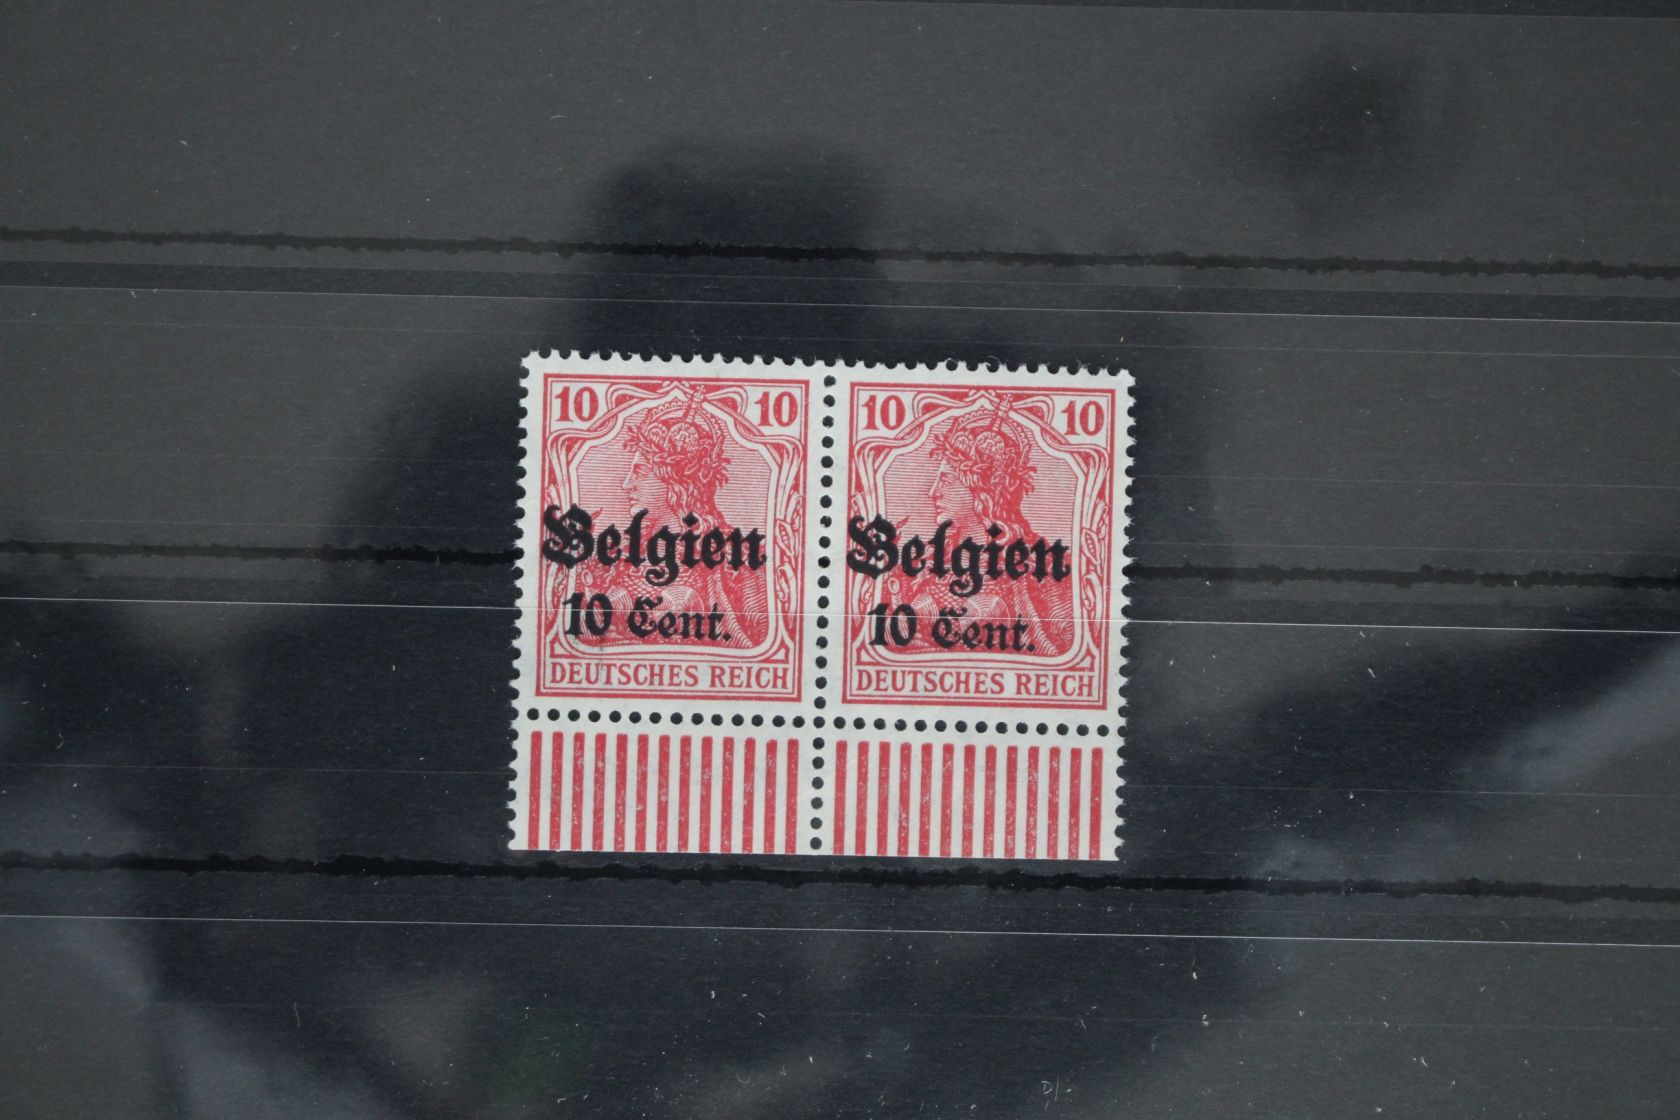 10 10
Belgien
10 Cent.
DEUTSCHES REICH
10 10
Belgien
10 Cent.
DEUTSCHES REICH